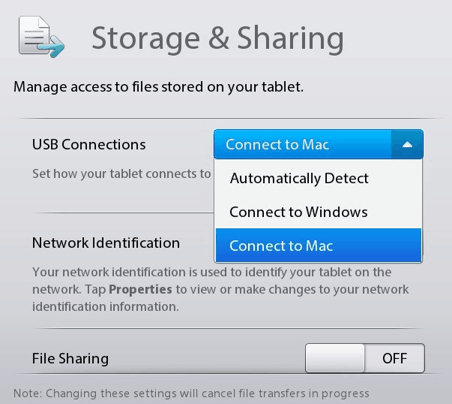 Storage & Sharing
Manage access to files stored on your tablet.
USB Connections
Connect to Mac
Set how your tablet connects to
Automatically Detect
Connect to Windows
Connect to Mac
Network Identification
Your network identification is used to identify your tablet on the
network. Tap Properties to view or make changes to your network
identification information.
File Sharing
OFF
Note: Changing these settings will cancel file transfers in progress